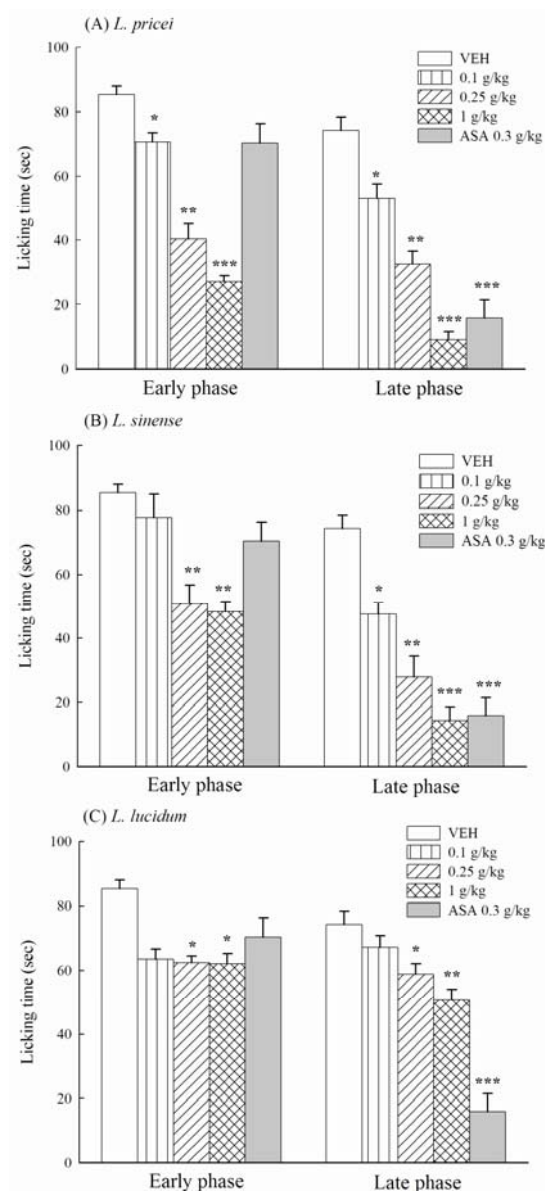 (A) L. pricei
100
80
60
40
20
0
Licking time (sec)
VEH
0.1 g/kg
0.25 g/kg
1 g/kg
ASA 0.3 g/kg
*
**
***
*
**
***
***
Early phase
Late phase
(B) L. sinense
100
80
60
40
20
0
Licking time (sec)
VEH
0.1 g/kg
0.25 g/kg
1 g/kg
ASA 0.3 g/kg
**
**
*
**
***
***
Early phase
Late phase
(C) L. lucidum
100
80
60
40
20
0
Licking time (sec)
VEH
0.1 g/kg
0.25 g/kg
1 g/kg
ASA 0.3 g/kg
*
*
*
**
***
Early phase
Late phase